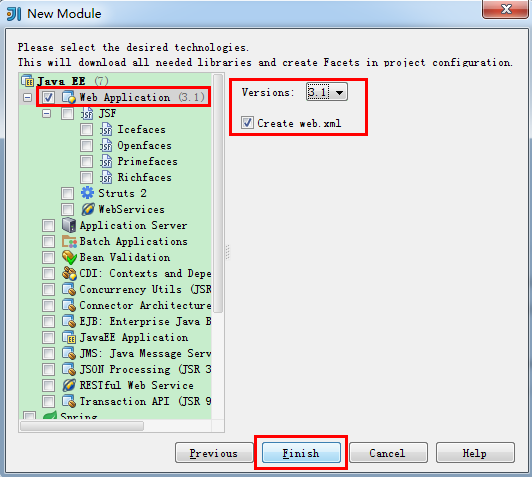 New Module
Please select the desired technologies.
This will download all needed libraries and create Facets in project configuration.
Java EE (7)
Web Application (3.1)
JSF
Icefaces
Openfaces
Primefaces
Richfaces
Struts 2
WebServices
Application Server
Batch Applications
Bean Validation
CDI: Contexts and Depe
Concurrency Utils (JSR
Connector Architecture
EJB: Enterprise Java B
JavaEE Application
JMS: Java Message Serv
JSON Processing (JSR 3
RESTful Web Service
Transaction API (JSR 9
Spring
Versions: 3.1
Create web.xml
Previous Finish Cancel Help